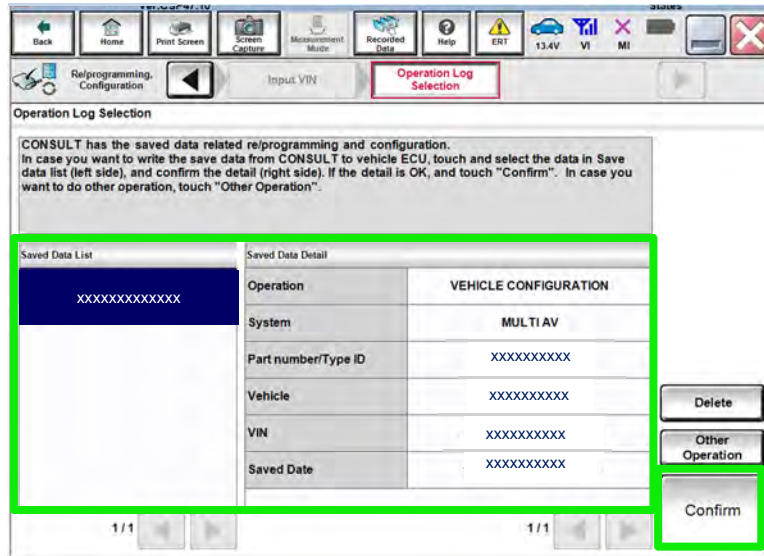 Ver.CSP47.10
States
Back
Home
Print Screen
Screen
Capture
Measurement
Mode
Recorded
Data
Help
ERT
13.4V
VI
MI
Re/programming,
Configuration
Input VIN
Operation Log
Selection
Operation Log Selection
CONSULT has the saved data related re/programming and configuration.
In case you want to write the save data from CONSULT to vehicle ECU, touch and select the data in Save
data list (left side), and confirm the detail (right side). If the detail is OK, and touch "Confirm".  In case you
want to do other operation, touch "Other Operation".
Saved Data List
xxxxxxxxxxxxx
1/1
Saved Data Detail
Operation VEHICLE CONFIGURATION
System MULTI AV
Part number/Type ID xxxxxxxxxx
Vehicle xxxxxxxxxx
VIN xxxxxxxxxx
Saved Date xxxxxxxxxx
1/1
Delete
Other
Operation
Confirm